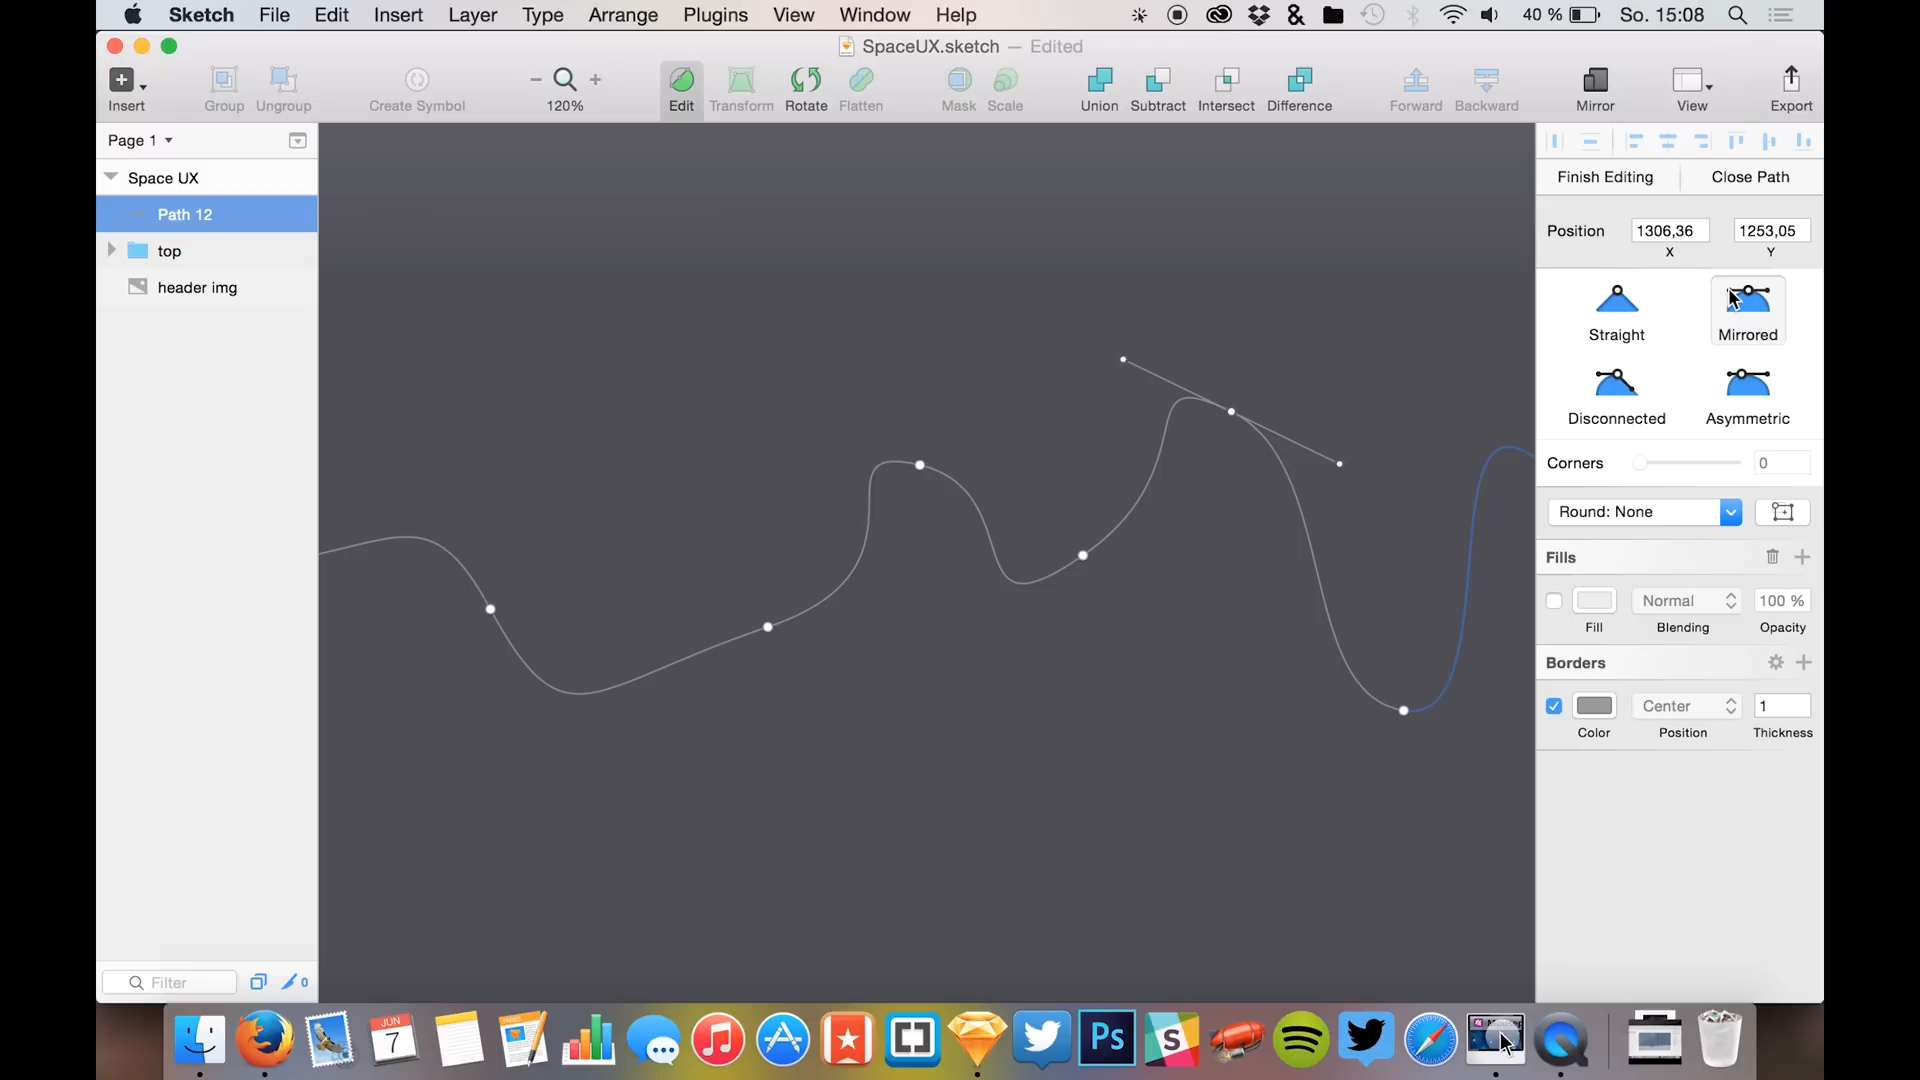 Sketch File Edit Insert Layer Type Arrange Plugins View Window Help 40 % So. 15:08
SpaceUX.sketch — Edited
Insert Group Ungroup Create Symbol 120% Edit Transform Rotate Flatten Mask Scale Union Subtract Intersect Difference Forward Backward Mirror View Export
Page 1
Space UX
Path 12
top
header img
Filter 0
Finish Editing Close Path
Position 1306,36 1253,05
X Y
Straight Mirrored
Disconnected Asymmetric
Corners 0
Round: None
Fills
Normal 100 %
Fill Blending Opacity
Borders
Center 1
Color Position Thickness
JUN
7
Ps
S